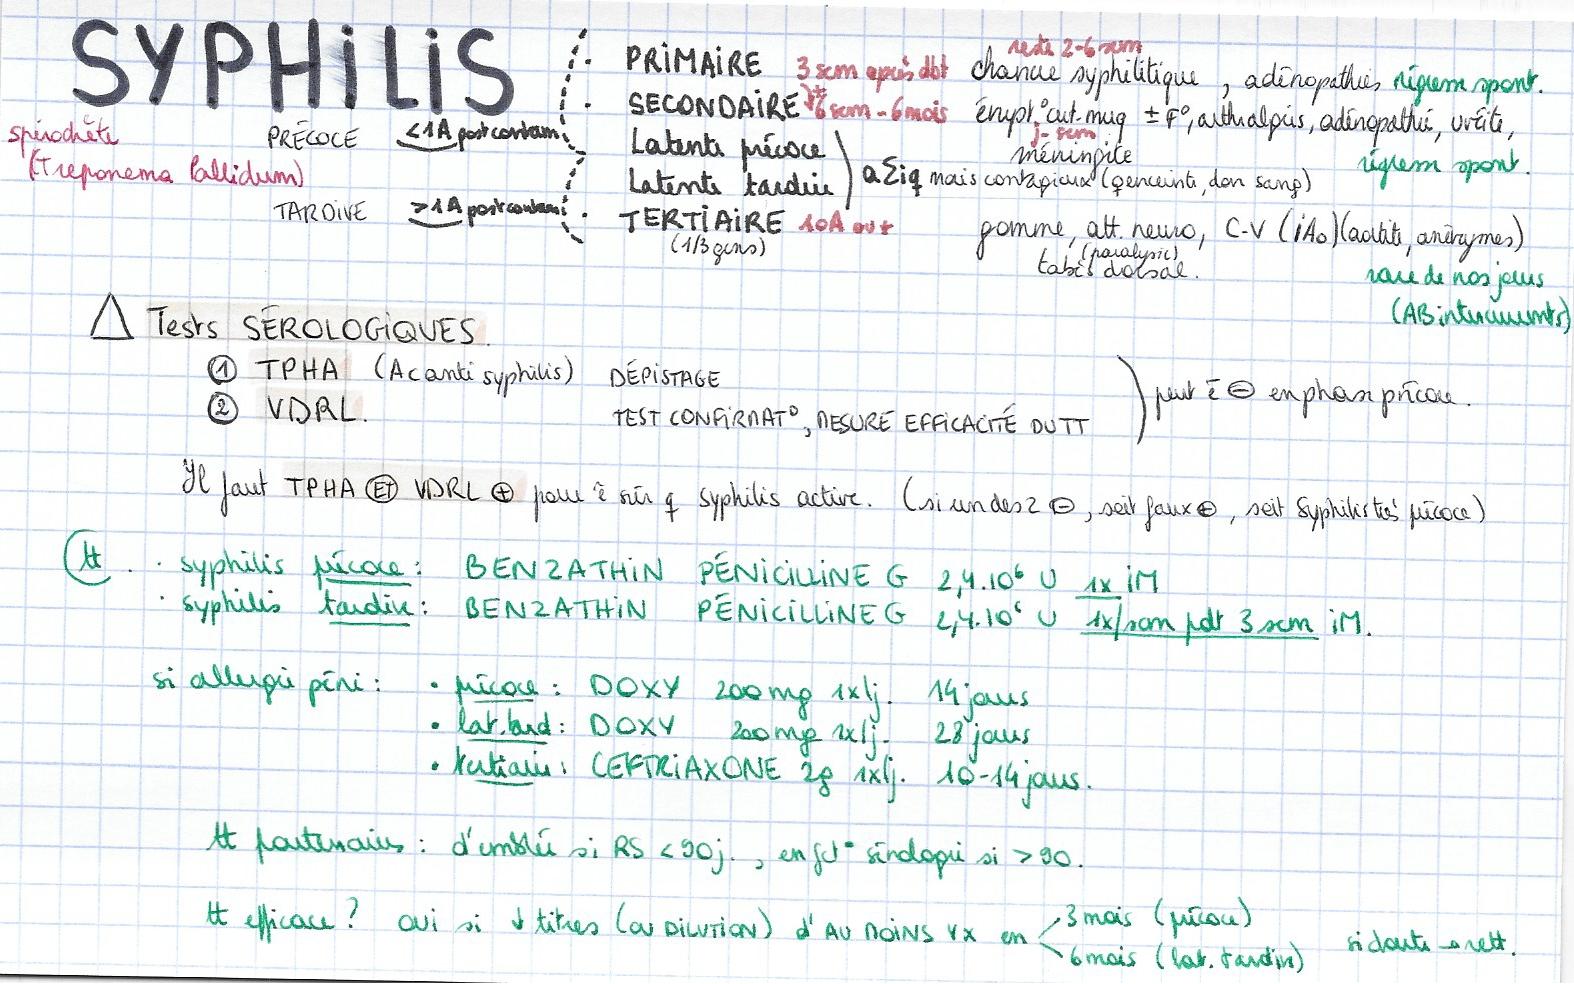 SYPHILIS
spirochète
(Treponema Pallidum)
PRÉCOCE <1A post contam
TARDIVE >1A post contam
reste 2-6 sem
PRIMAIRE 3 sem après dbt chancre syphilitique, adénopathies régrem spont.
SECONDAIRE 6 sem - 6 mois érupt° cut-muq ± f°, arthralgies, adénopathie, uvéite,
j- sem
méningite régrem spont.
Latente précoce
Latente tardive aΣiq mais contagieux (♀ enceinte, don sang)
TERTIAIRE 10A ou + gomme, att. neuro, C-V (iAo) (aortite, anévrymes)
(1/3 gens) (paralysie)
tabès dorsal.
rare de nos jours
(AB intercurrents)
Tests SÉROLOGIQUES.
① TPHA (Ac anti syphilis) DÉPISTAGE
② VDRL. TEST CONFIRMAT°, MESURE EFFICACITÉ DU TT
peut ê ⊖ en phase précoce.
Il faut TPHA ET VDRL ⊕ pour ê sûr q syphilis active. (si un des 2 ⊖, soit faux ⊕, soit Syphilis très précoce)
tt . · syphilis précoce : BENZATHIN PÉNICILLINE G 2,4.10⁶ U 1x iM
· syphilis tardive : BENZATHIN PÉNICILLINE G 2,4.10⁶ U 1x/sem pdt 3 sem iM.
si allergie péni : • précoce : DOXY 200mg 1x/j. 14 jours
• lat. tard : DOXY 200mg 1x/j. 28 jours
• tertiaire : CEFTRIAXONE 2g 1x/j. 10-14 jours.
tt partenaires : d'emblée si RS < 90j. , en fct° sérologie si > 90.
tt efficace ? oui si ↓ titres (ou DILUTION) d'AU MOINS 4x en 3 mois (précoce)
6 mois (lat. tardive) si doute → rett.